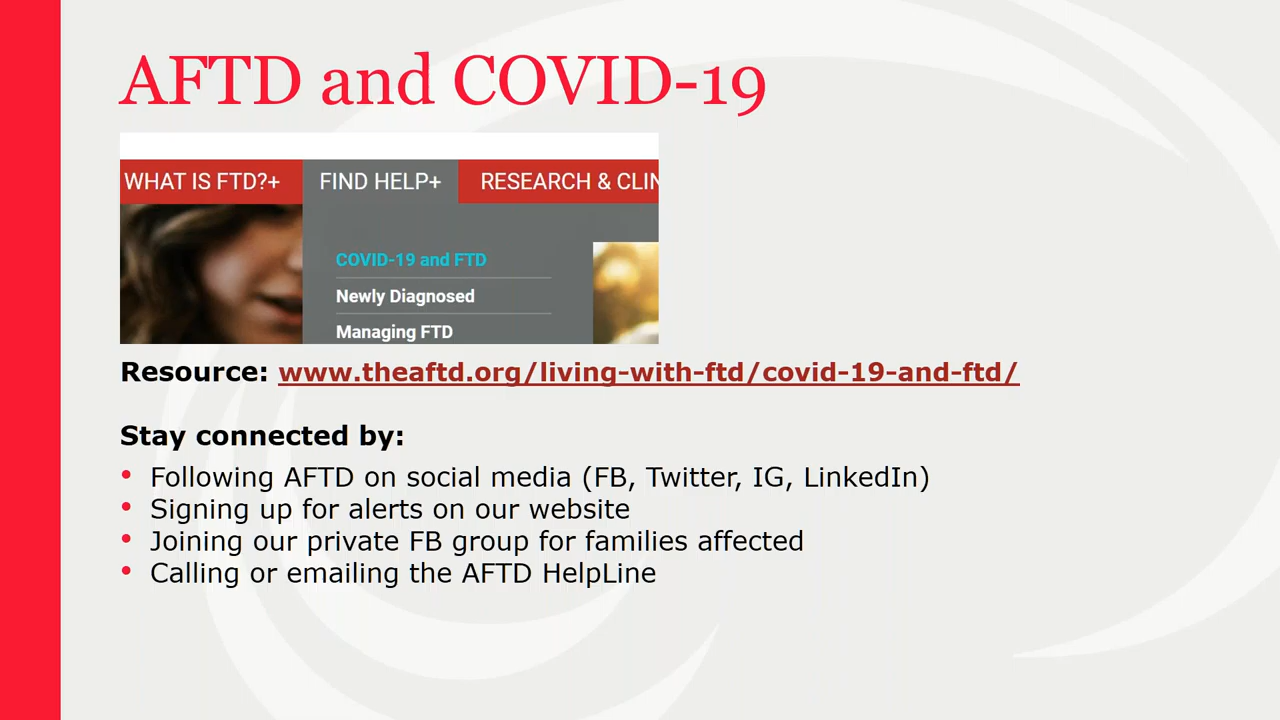 AFTD and COVID-19
WHAT IS FTD?+ FIND HELP+ RESEARCH & CLIN
COVID-19 and FTD
Newly Diagnosed
Managing FTD
Resource: www.theaftd.org/living-with-ftd/covid-19-and-ftd/
Stay connected by:
• Following AFTD on social media (FB, Twitter, IG, LinkedIn)
• Signing up for alerts on our website
• Joining our private FB group for families affected
• Calling or emailing the AFTD HelpLine